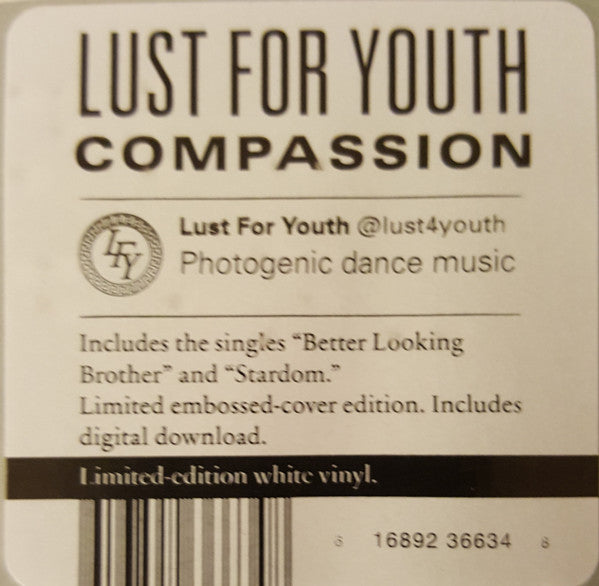 LUST FOR YOUTH
COMPASSION
LFY
Lust For Youth @lust4youth
Photogenic dance music
Includes the singles “Better Looking
Brother” and “Stardom.”
Limited embossed-cover edition. Includes
digital download.
Limited-edition white vinyl.
6 16892 36634 8